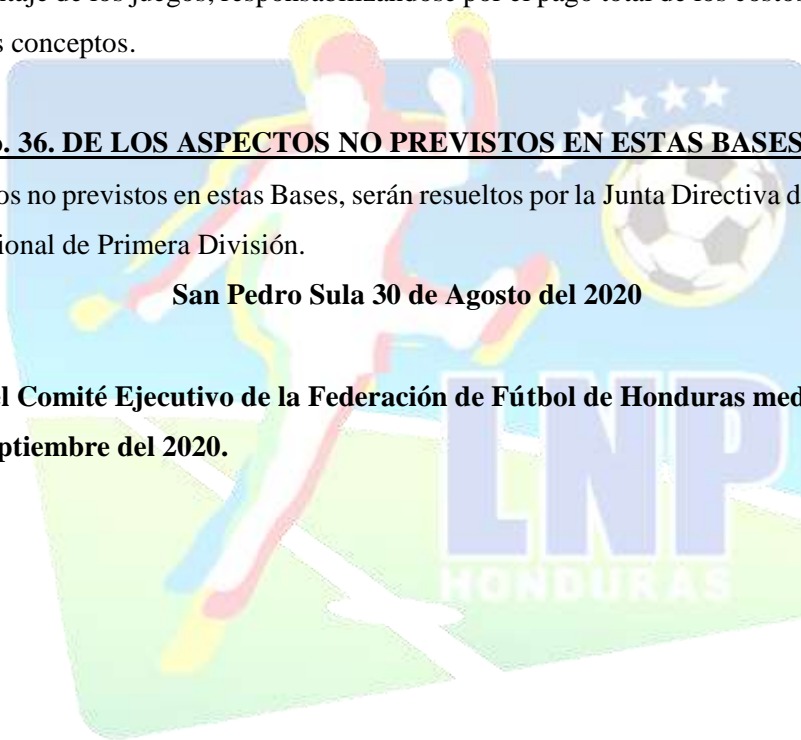 taje de los juegos, responsabilizándose por el pago total de los costos
s conceptos.
o. 36. DE LOS ASPECTOS NO PREVISTOS EN ESTAS BASES
os no previstos en estas Bases, serán resueltos por la Junta Directiva d
ional de Primera División.
San Pedro Sula 30 de Agosto del 2020
el Comité Ejecutivo de la Federación de Fútbol de Honduras med
ptiembre del 2020.
LNP
HONDURAS